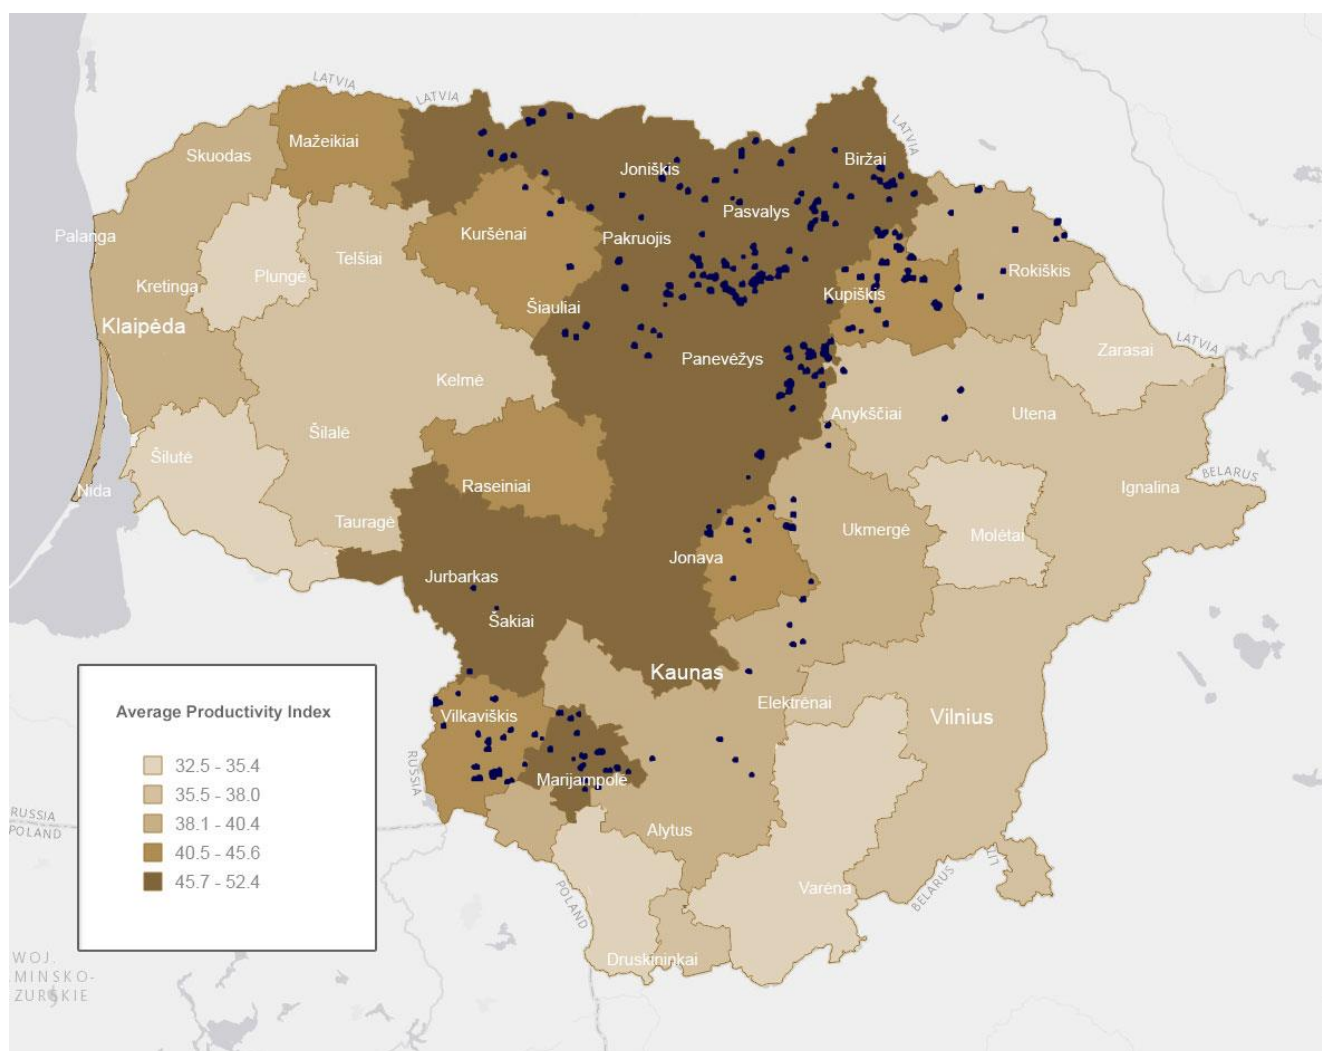 LATVIA
LATVIA
Mažeikiai
Skuodas
LATVIA
Joniškis
Biržai
Pasvalys
Palanga
Telšiai
Kuršėnai
Pakruojis
Kretinga
Plungė
Rokiškis
Kupiškis
Klaipėda
Šiauliai
Panevėžys
Zarasai
LATVIA
Kelmė
Anykščiai
Utena
Šilalė
Šilutė
BELARUS
Nida
Raseiniai
Ignalina
Tauragė
Ukmergė
Molėtai
Jonava
Jurbarkas
Šakiai
Kaunas
Elektrėnai
Vilnius
Vilkaviškis
RUSSIA
Marijampolė
Average Productivity Index
32.5 - 35.4
35.5 - 38.0
38.1 - 40.4
40.5 - 45.6
45.7 - 52.4
RUSSIA
POLAND
Alytus
LIT
Varėna
BELARUS
POLAND
Druskininkai
WOJ.
MINSKO-
ZURSKIE